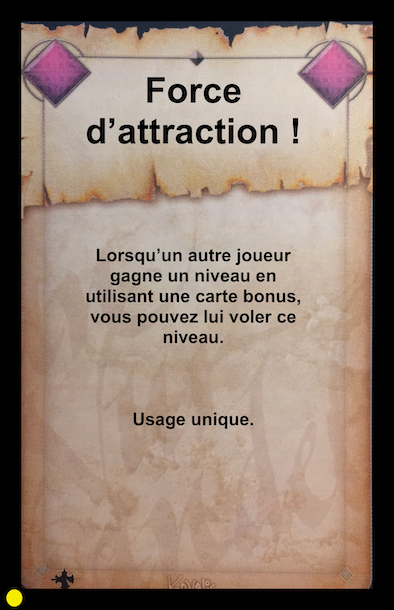 Force
d’attraction !
Lorsqu’un autre joueur
gagne un niveau en
utilisant une carte bonus,
vous pouvez lui voler ce
niveau.
Usage unique.